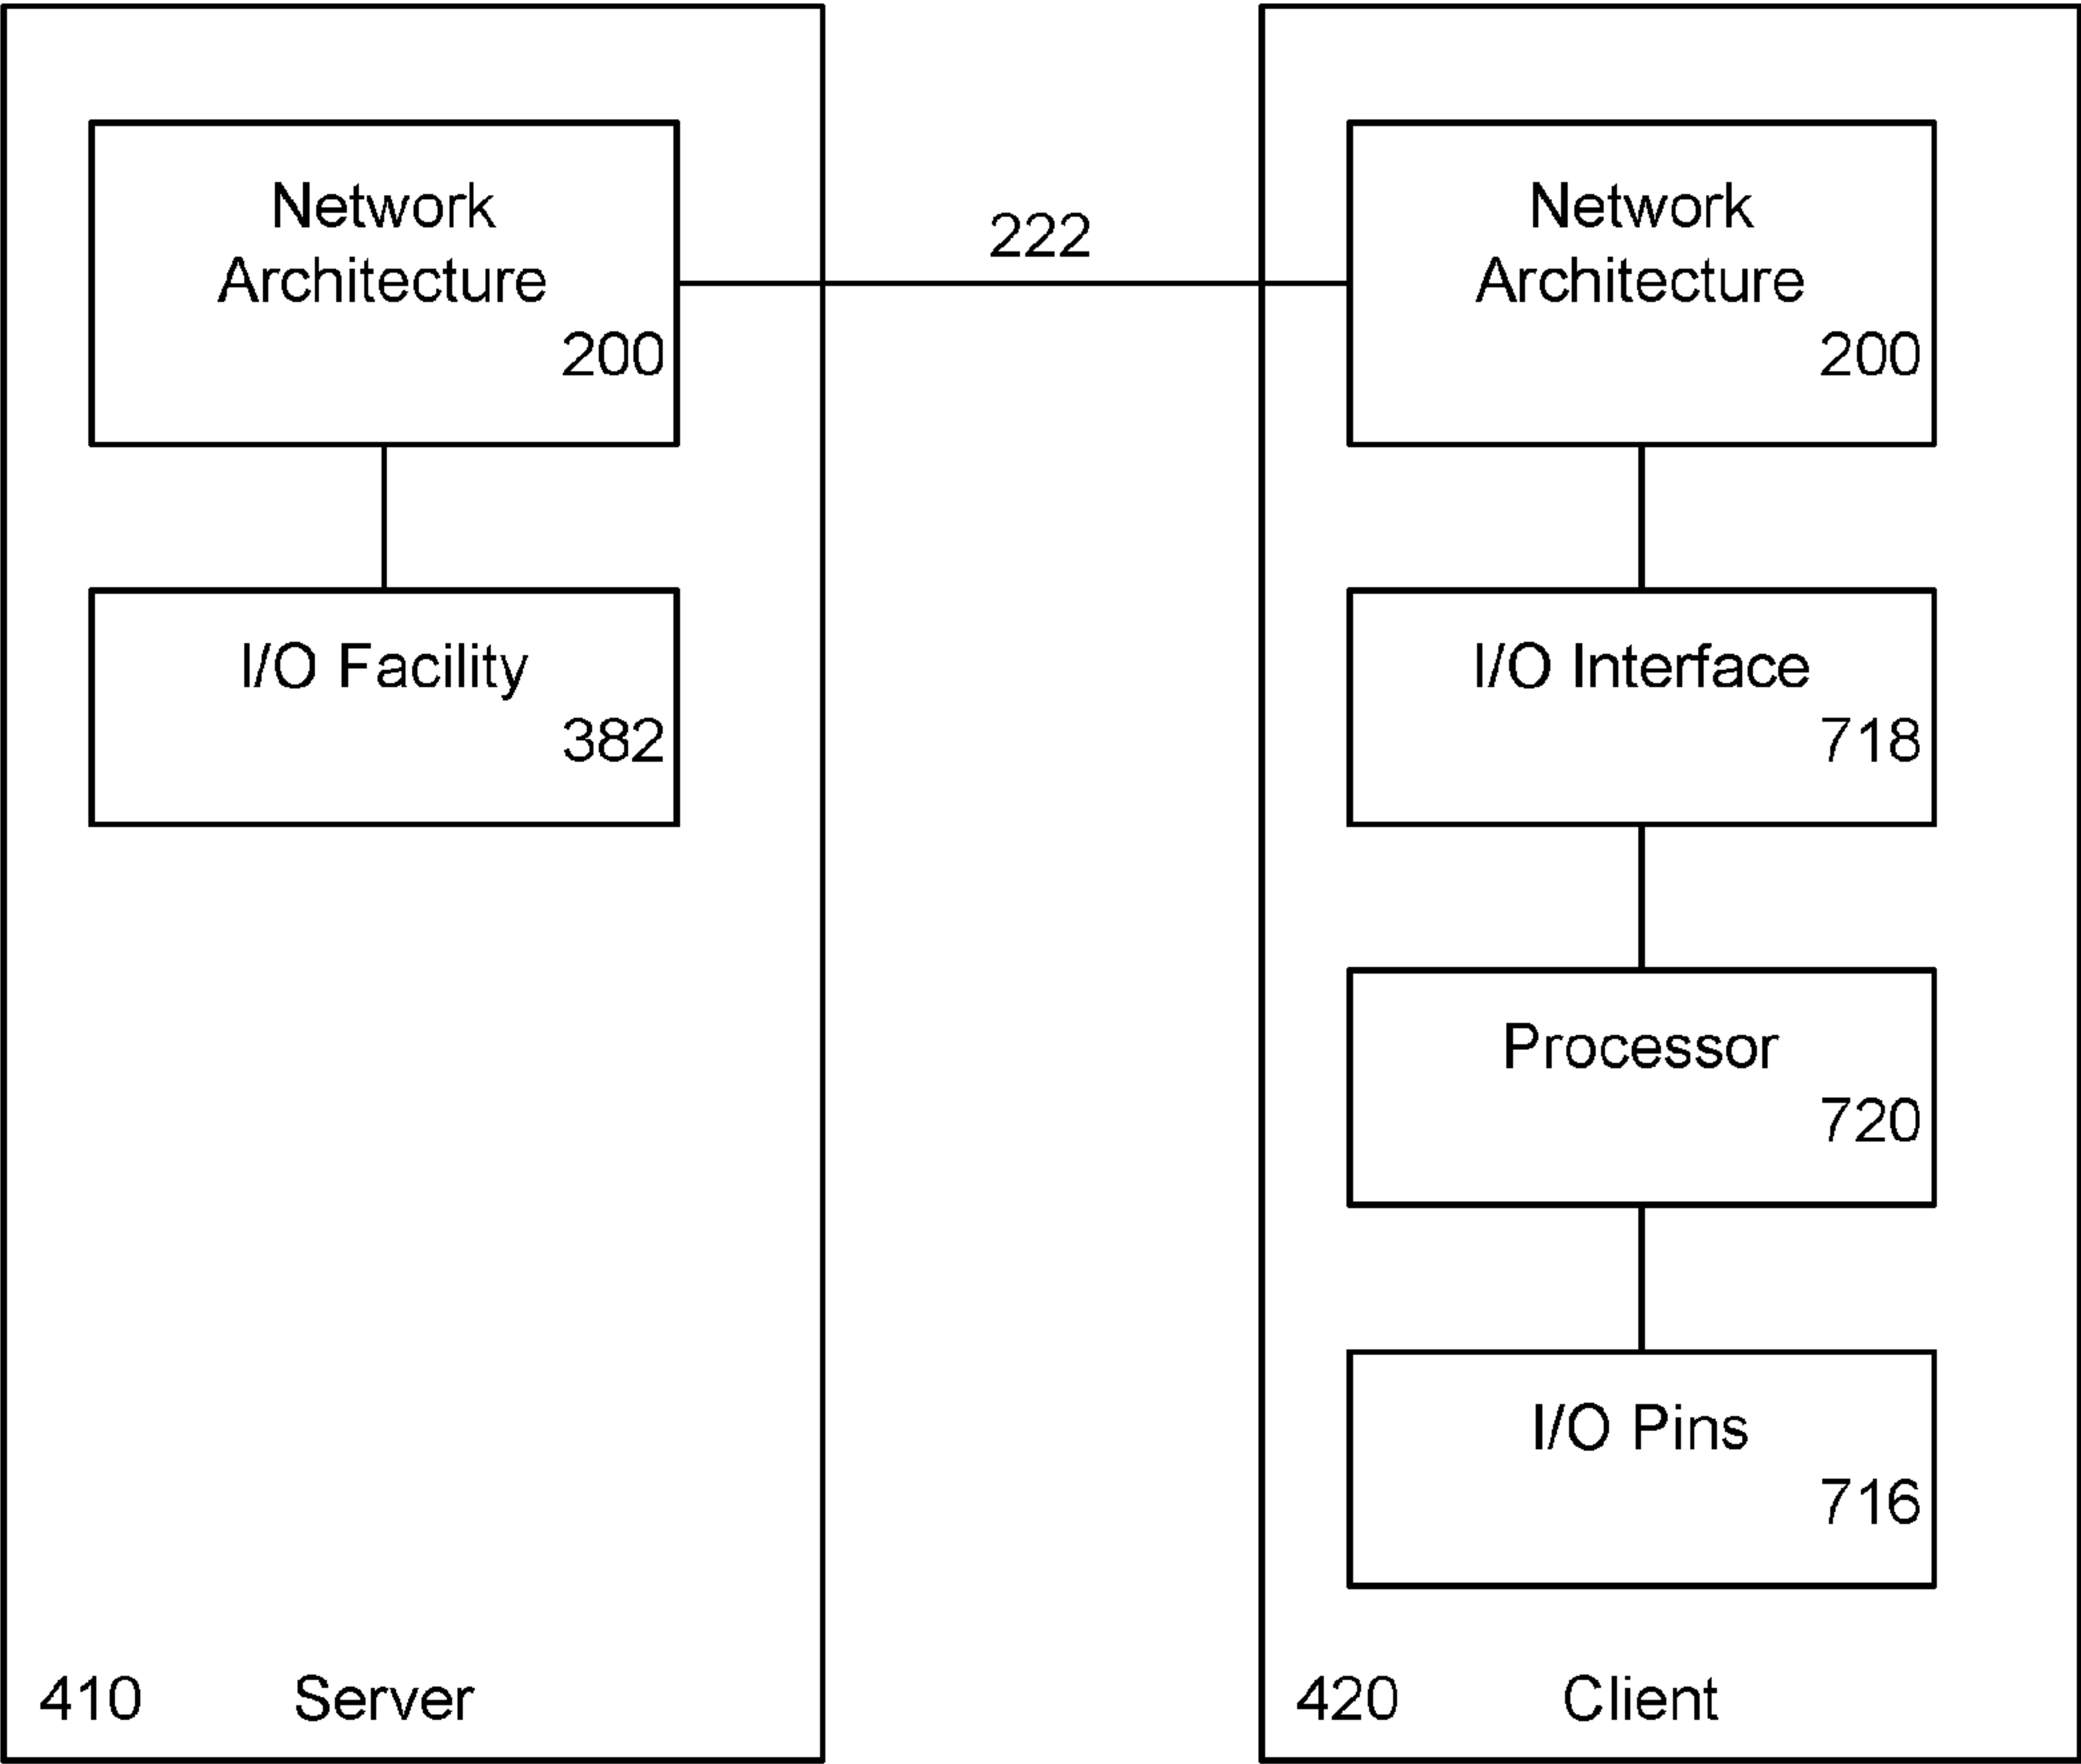 Network
Architecture
200
I/O Facility
382
410 Server
222
Network
Architecture
200
I/O Interface
718
Processor
720
I/O Pins
716
420 Client